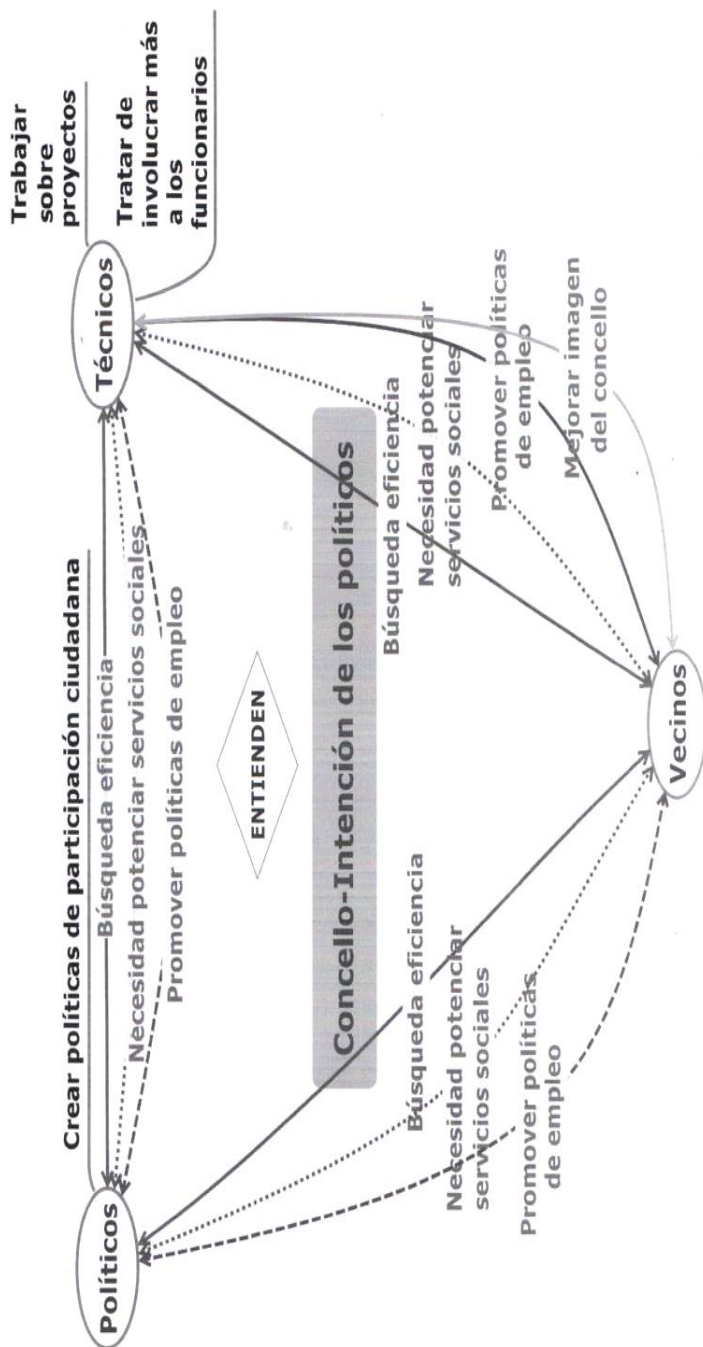 Crear políticas de participación ciudadana
Políticos
Búsqueda eficiencia
Necesidad potenciar servicios sociales
Promover políticas de empleo
Técnicos
Trabajar
sobre
proyectos
Tratar de
involucrar más
a los
funcionarios
ENTIENDEN
Concello-Intención de los políticos
Búsqueda eficiencia
Necesidad potenciar
servicios sociales
Promover políticas
de empleo
Búsqueda eficiencia
Necesidad potenciar
servicios sociales
Promover políticas
de empleo
Mejorar imagen
del concello
Vecinos